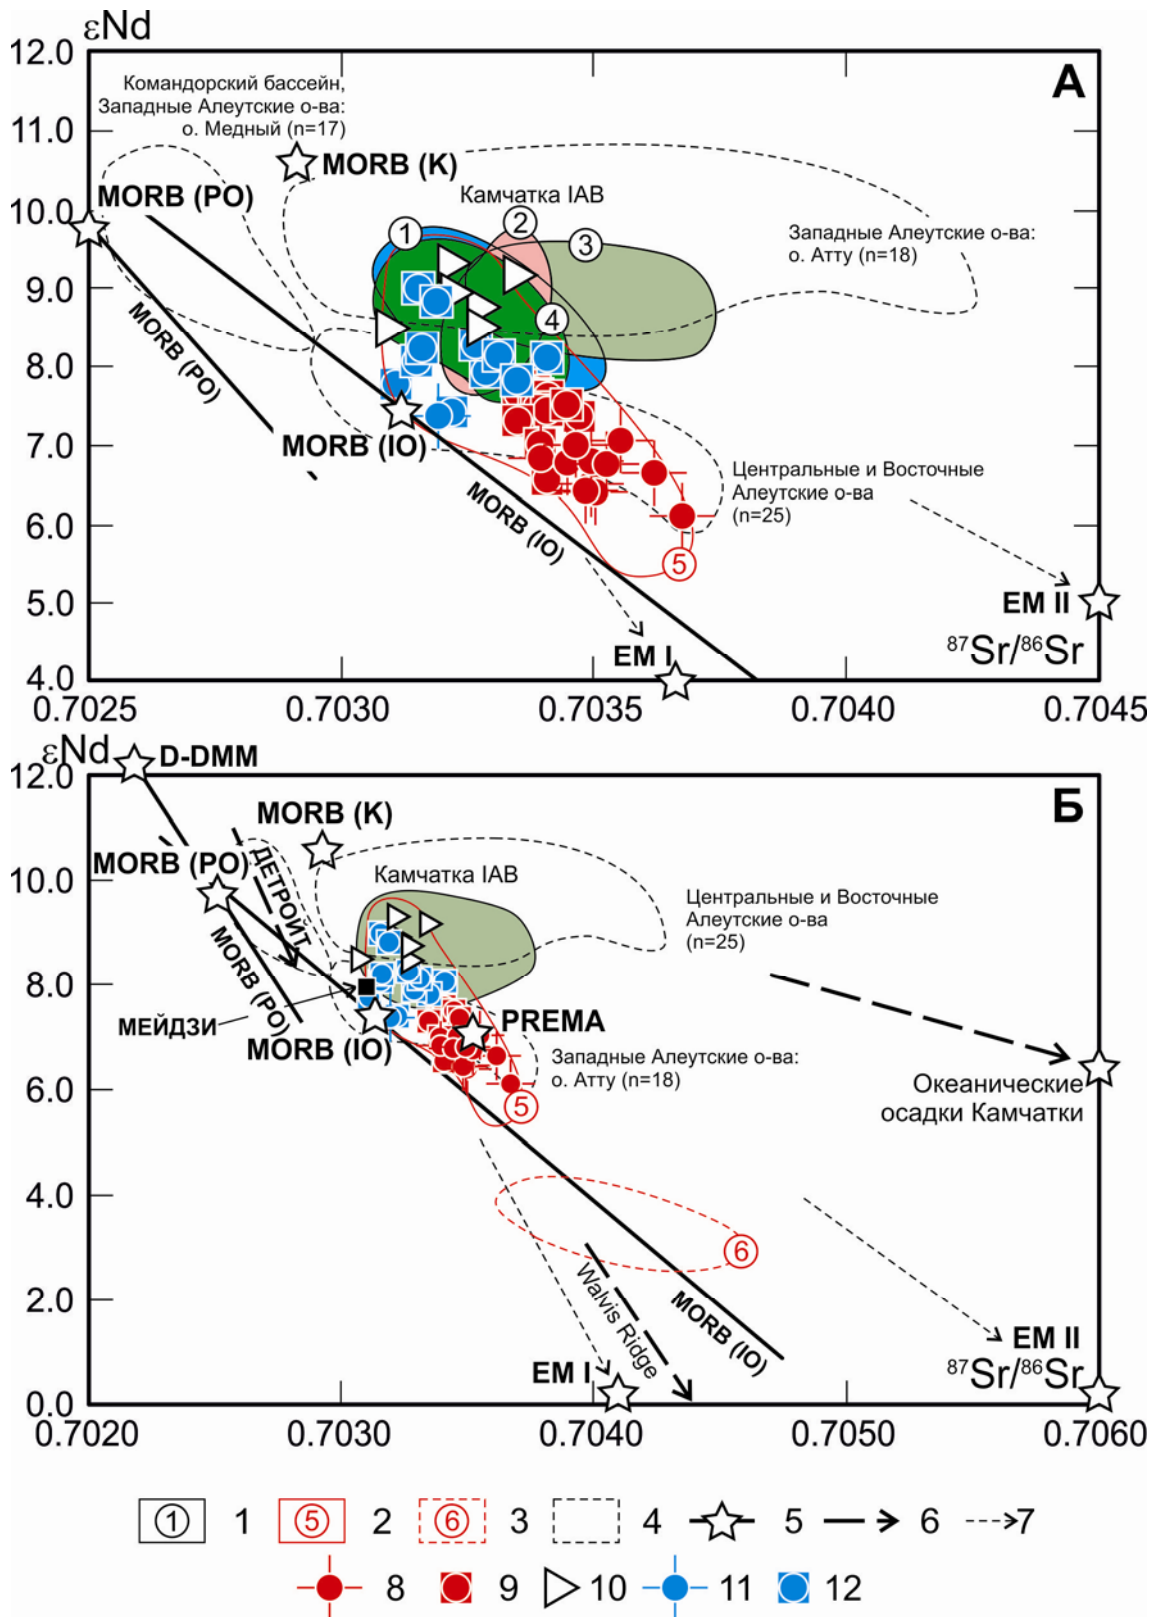 εNd
12.0
11.0
10.0
9.0
8.0
7.0
6.0
5.0
4.0
А
Командорский бассейн,
Западные Алеутские о-ва:
о. Медный (n=17)
MORB (K)
MORB (PO)
Камчатка IAB
1
2
3
4
Западные Алеутские о-ва:
о. Атту (n=18)
MORB (PO)
MORB (IO)
MORB (IO)
Центральные и Восточные
Алеутские о-ва
(n=25)
5
EM II
EM I
87Sr/86Sr
0.7025
0.7030
0.7035
0.7040
0.7045
εNd
12.0
10.0
8.0
6.0
4.0
2.0
0.0
D-DMM
Б
MORB (K)
MORB (PO)
ДЕТРОИТ
Камчатка IAB
Центральные и Восточные
Алеутские о-ва
(n=25)
MORB (PO)
МЕЙДЗИ
MORB (IO)
PREMA
Западные Алеутские о-ва:
о. Атту (n=18)
Океанические
осадки Камчатки
5
6
Walvis Ridge
MORB (IO)
EM I
EM II
87Sr/86Sr
0.7020
0.7030
0.7040
0.7050
0.7060
1 1 5 2 6 3 4 5 6 7
8 9 10 11 12